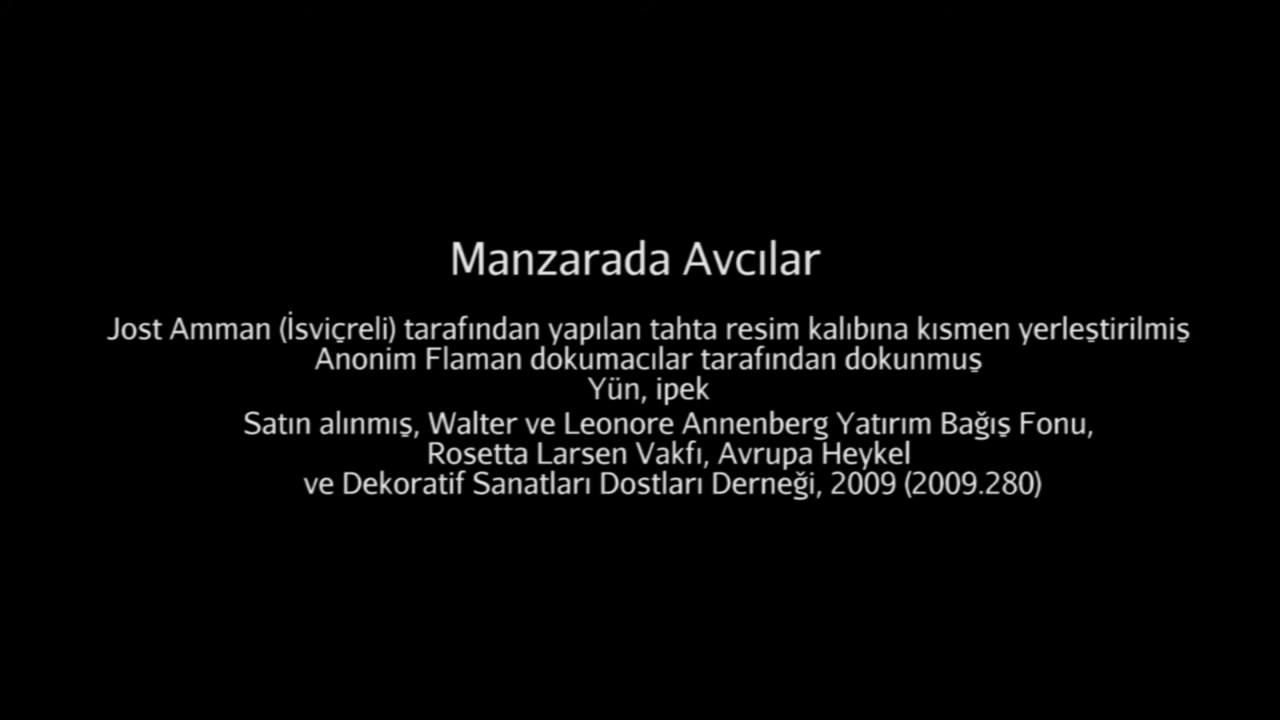 Manzarada Avcılar
Jost Amman (İsviçreli) tarafından yapılan tahta resim kalıbına kısmen yerleştirilmiş
Anonim Flaman dokumacılar tarafından dokunmuş
Yün, ipek
Satın alınmış, Walter ve Leonore Annenberg Yatırım Bağış Fonu,
Rosetta Larsen Vakfı, Avrupa Heykel
ve Dekoratif Sanatları Dostları Derneği, 2009 (2009.280)